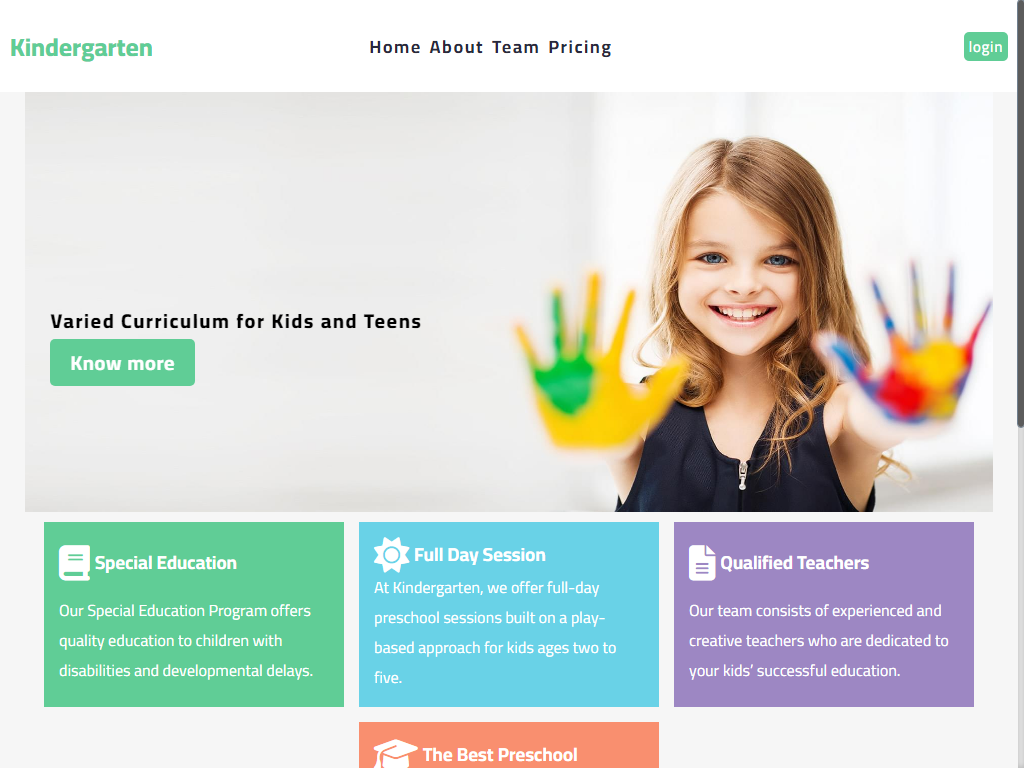 Kindergarten
Home About Team Pricing
login
Varied Curriculum for Kids and Teens
Know more
Special Education
Our Special Education Program offers
quality education to children with
disabilities and developmental delays.
Full Day Session
At Kindergarten, we offer full-day
preschool sessions built on a play-
based approach for kids ages two to
five.
Qualified Teachers
Our team consists of experienced and
creative teachers who are dedicated to
your kids’ successful education.
The Best Preschool